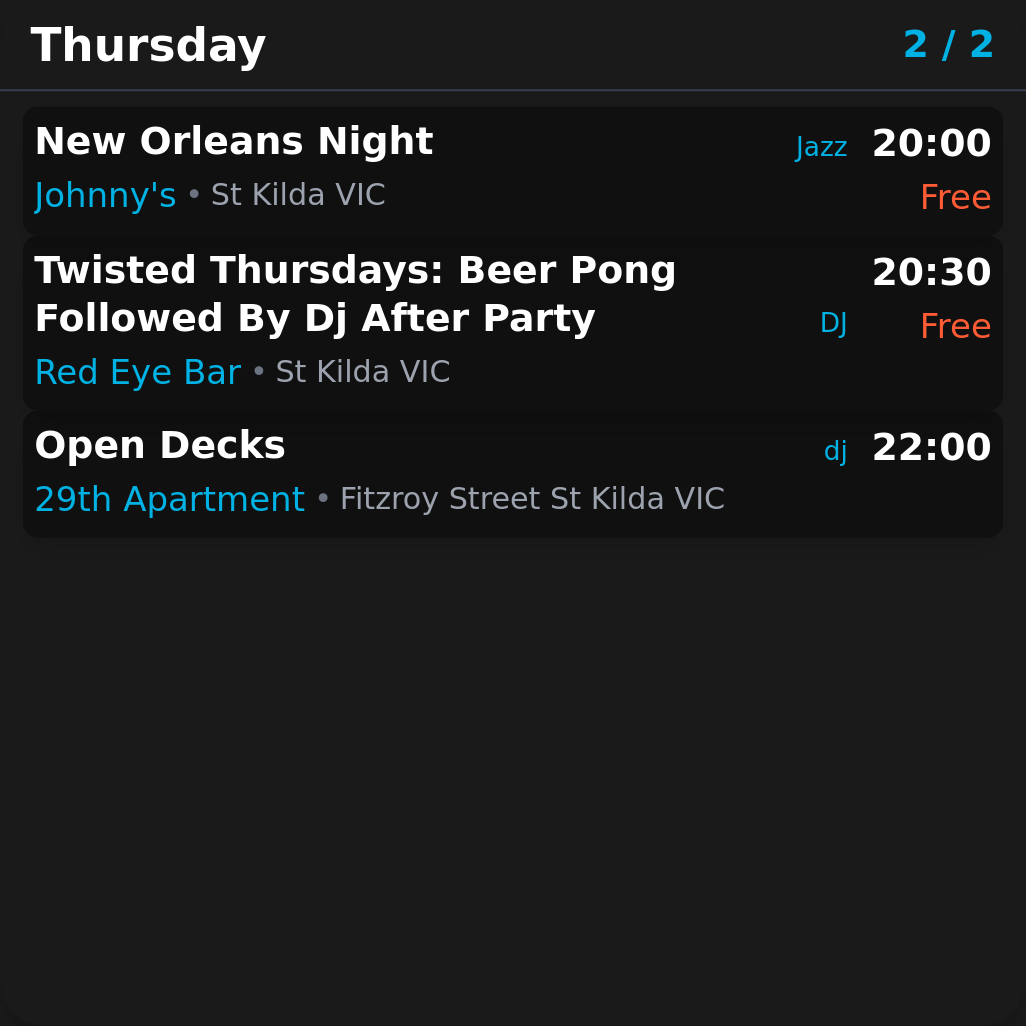 Thursday 2 / 2
New Orleans Night Jazz 20:00
Johnny's • St Kilda VIC Free
Twisted Thursdays: Beer Pong 20:30
Followed By Dj After Party DJ Free
Red Eye Bar • St Kilda VIC
Open Decks dj 22:00
29th Apartment • Fitzroy Street St Kilda VIC